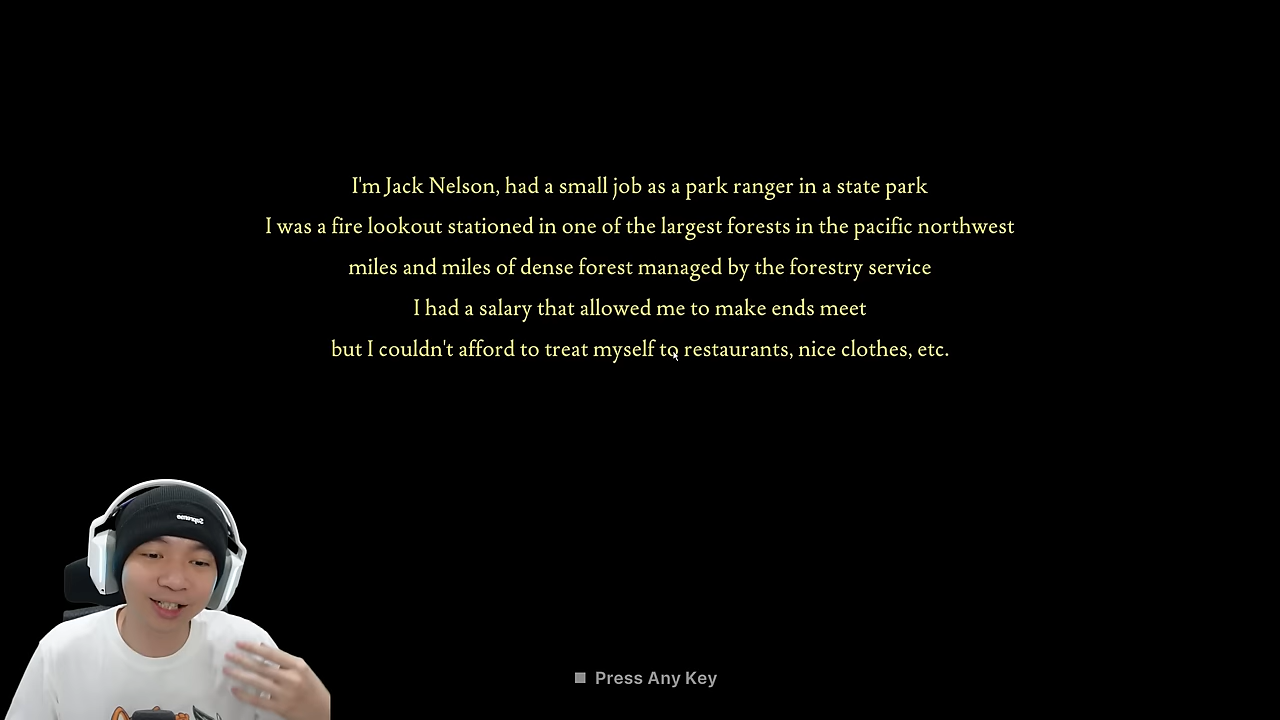 I'm Jack Nelson, had a small job as a park ranger in a state park
I was a fire lookout stationed in one of the largest forests in the pacific northwest
miles and miles of dense forest managed by the forestry service
I had a salary that allowed me to make ends meet
but I couldn't afford to treat myself to restaurants, nice clothes, etc.
Supreme
Press Any Key